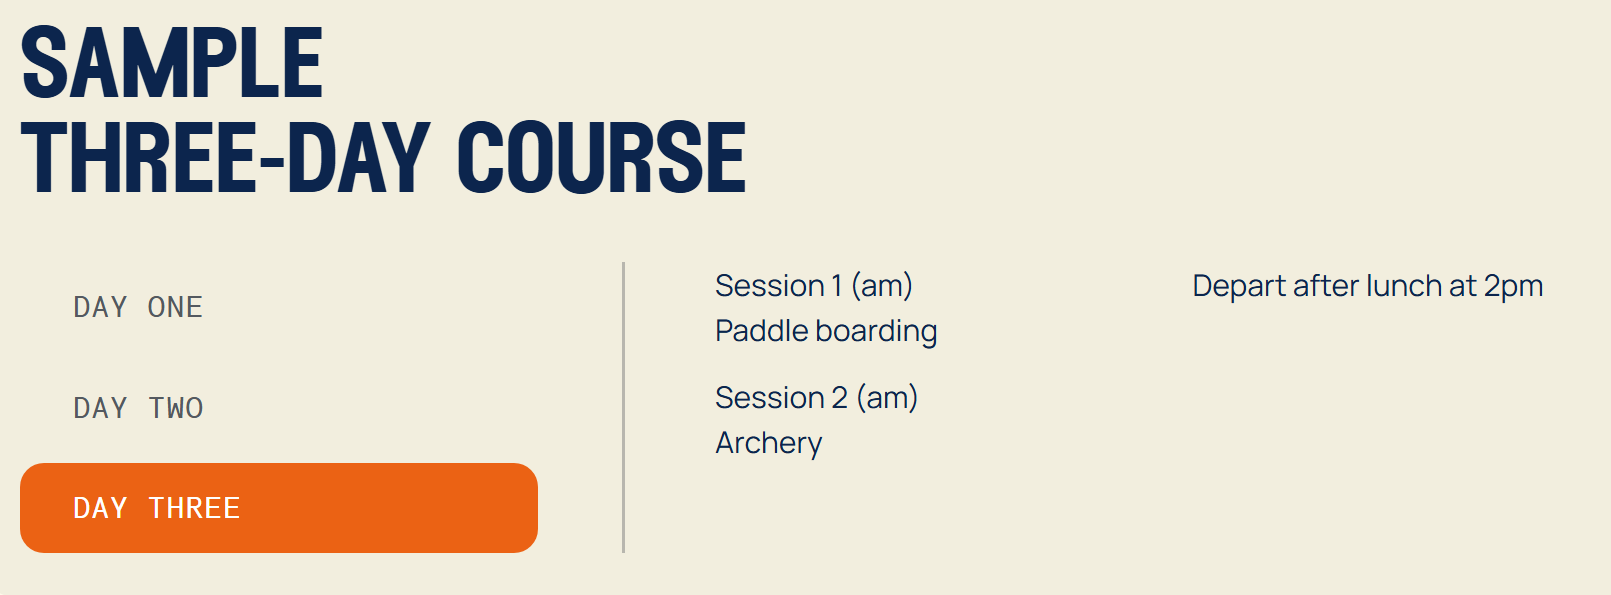 SAMPLE
THREE-DAY COURSE
DAY ONE
DAY TWO
DAY THREE
Session 1 (am)
Paddle boarding
Session 2 (am)
Archery
Depart after lunch at 2pm